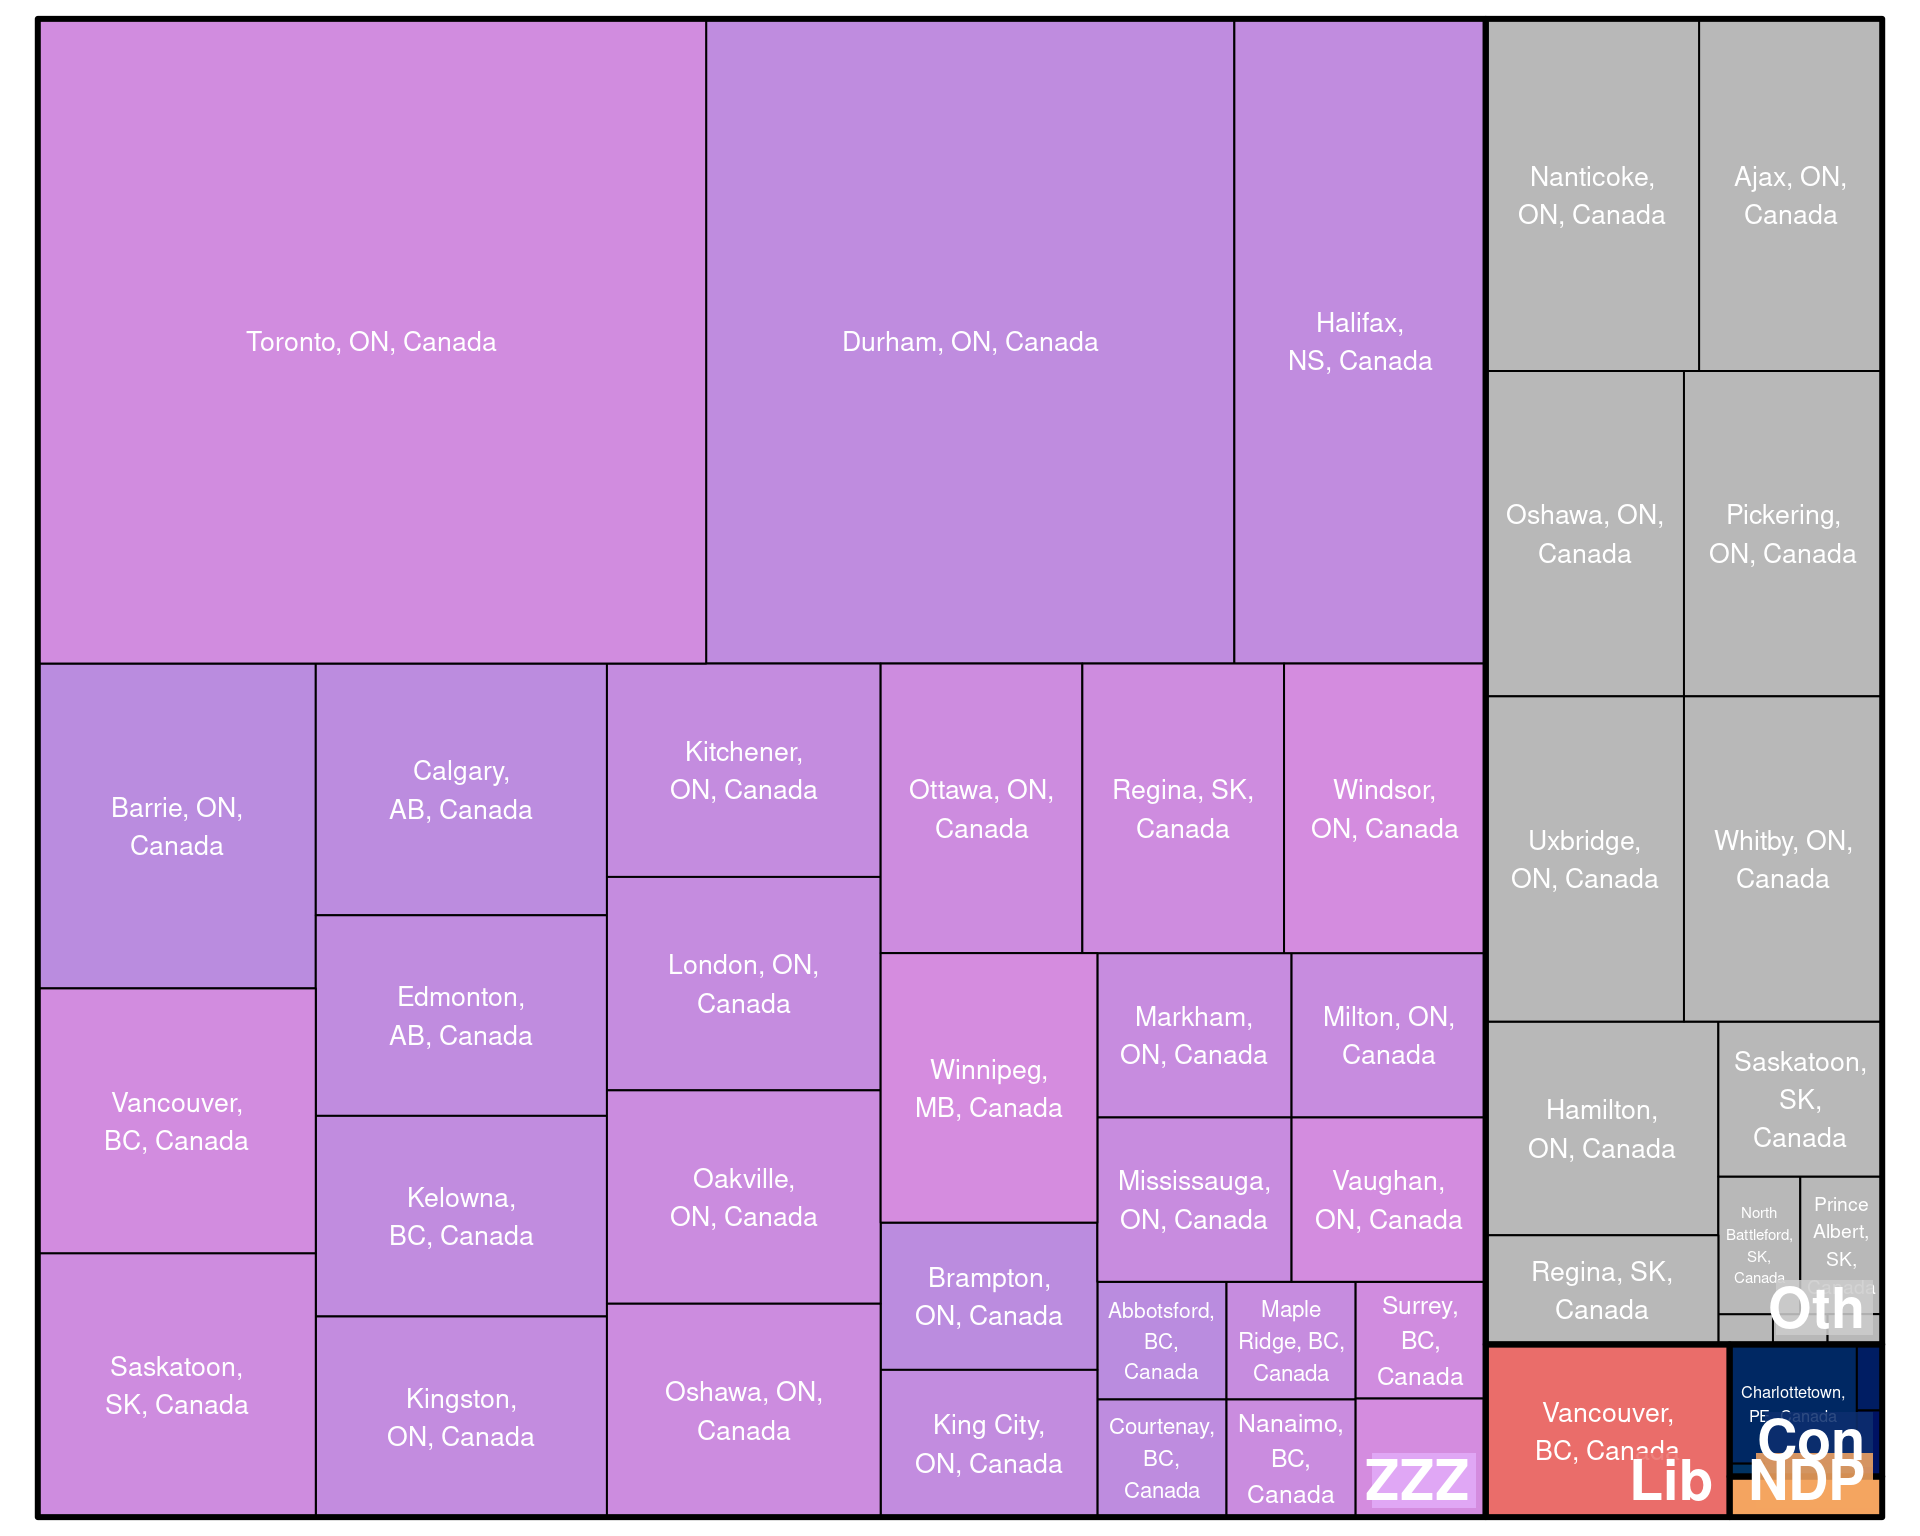 Toronto, ON, Canada
Durham, ON, Canada
Halifax,
NS, Canada
Barrie, ON,
Canada
Vancouver,
BC, Canada
Saskatoon,
SK, Canada
Calgary,
AB, Canada
Edmonton,
AB, Canada
Kelowna,
BC, Canada
Kingston,
ON, Canada
Kitchener,
ON, Canada
London, ON,
Canada
Oakville,
ON, Canada
Oshawa, ON,
Canada
Ottawa, ON,
Canada
Regina, SK,
Canada
Windsor,
ON, Canada
Winnipeg,
MB, Canada
Brampton,
ON, Canada
King City,
ON, Canada
Markham,
ON, Canada
Milton, ON,
Canada
Mississauga,
ON, Canada
Vaughan,
ON, Canada
Abbotsford,
BC,
Canada
Maple
Ridge, BC,
Canada
Surrey,
BC,
Canada
Courtenay,
BC,
Canada
Nanaimo,
BC,
Canada
ZZZ
Nanticoke,
ON, Canada
Ajax, ON,
Canada
Oshawa, ON,
Canada
Pickering,
ON, Canada
Uxbridge,
ON, Canada
Whitby, ON,
Canada
Hamilton,
ON, Canada
Regina, SK,
Canada
Saskatoon,
SK,
Canada
North
Battleford,
SK,
Canada
Prince
Albert,
SK,
Canada
Oth
Vancouver,
BC, Canada
Lib
Charlottetown,
PE, Canada
Con
NDP